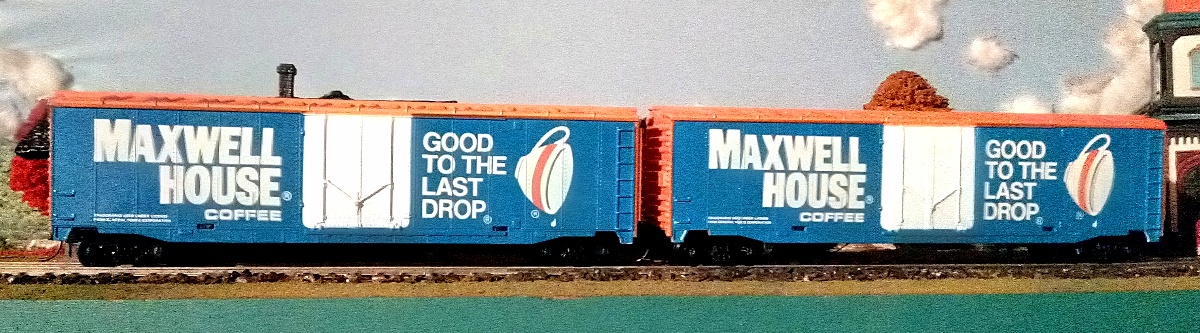 MAXWELL
HOUSE®
COFFEE
GOOD
TO THE
LAST
DROP®
®
MAXWELL
HOUSE®
COFFEE
GOOD
TO THE
LAST
DROP®
®